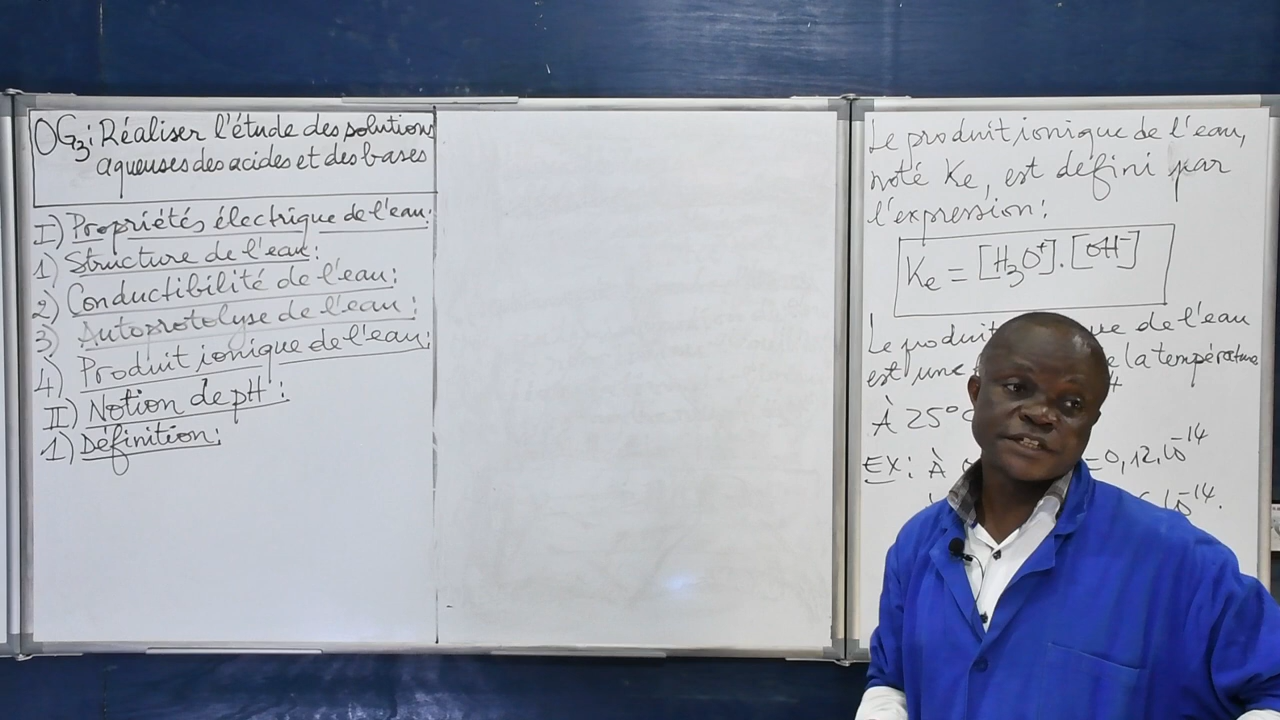 OG3: Réaliser l'étude des solutions
aqueuses des acides et des bases
I) Propriétés électrique de l'eau:
1) Structure de l'eau:
2) Conductibilité de l'eau:
3) Autoprotolyse de l'eau:
4) Produit ionique de l'eau:
II) Notion de pH:
1) Définition:
Le produit ionique de l'eau,
noté Ke, est défini par
l'expression:
Ke = [H3O+].[OH-]
Le produit de l'eau
est une la température
À 25°C
EX: À =0,12.10^-14
10^-14.